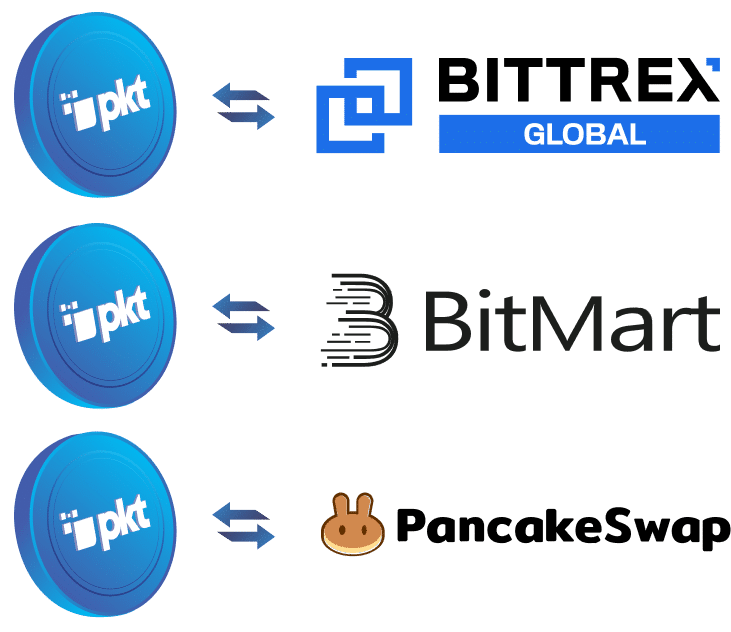 pkt
BITTREX
GLOBAL
pkt
BitMart
pkt
PancakeSwap